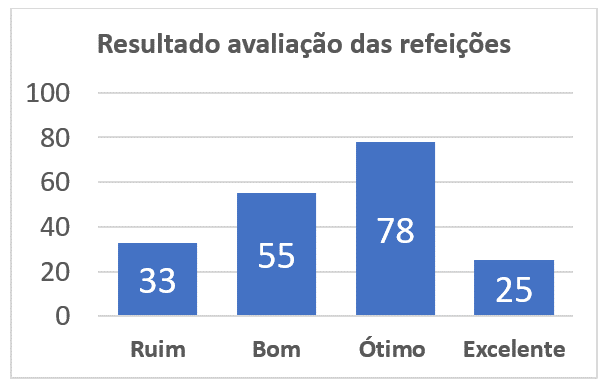 Resultado avaliação das refeições
100
80
60
40
20
0
33
55
78
25
Ruim
Bom
Ótimo
Excelente